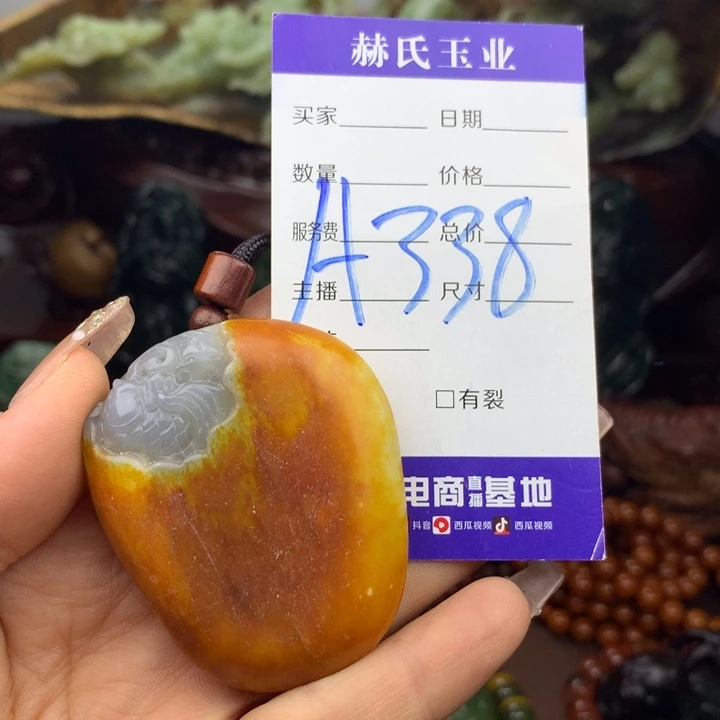 赫氏玉业
买家 日期
数量 价格
服务费 总价
A338
主播 尺寸
□有裂
电商直播基地
抖音 西瓜视频 西瓜视频